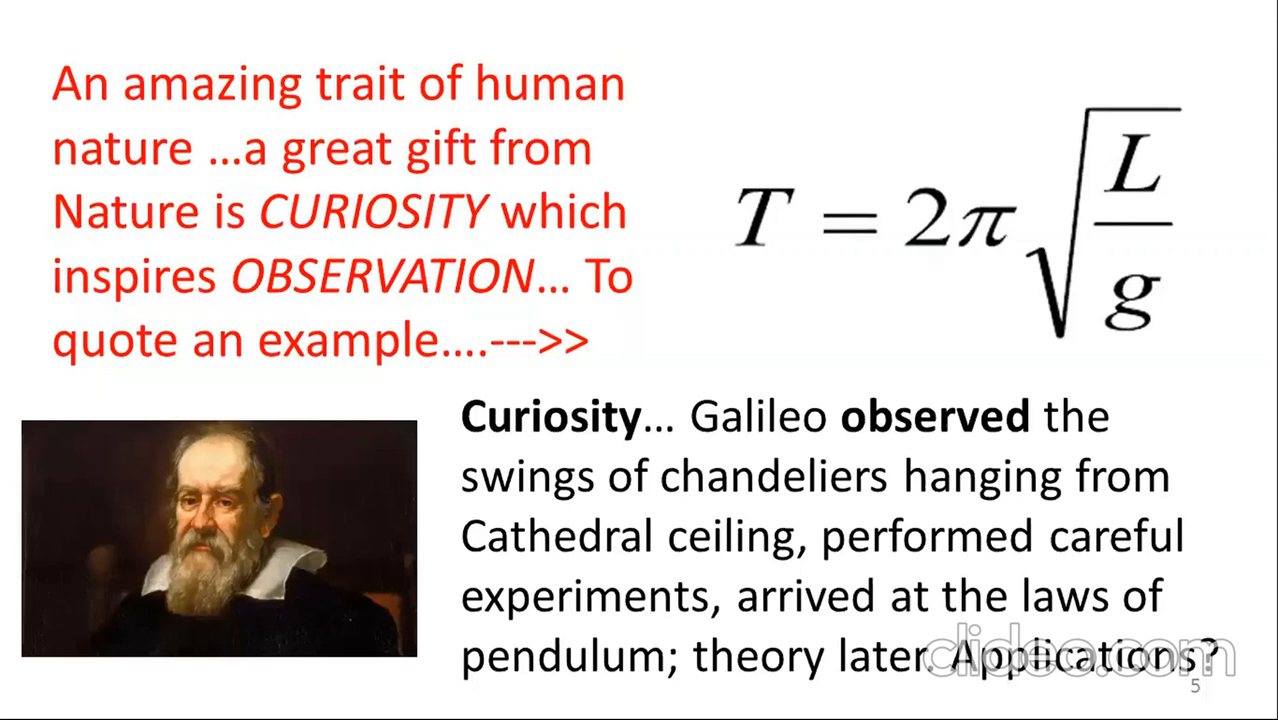 An amazing trait of human
nature …a great gift from
Nature is CURIOSITY which
inspires OBSERVATION… To
quote an example….--->>
T = 2π√(L/g)
Curiosity… Galileo observed the
swings of chandeliers hanging from
Cathedral ceiling, performed careful
experiments, arrived at the laws of
pendulum; theory later. Applications?
clideo.com
5